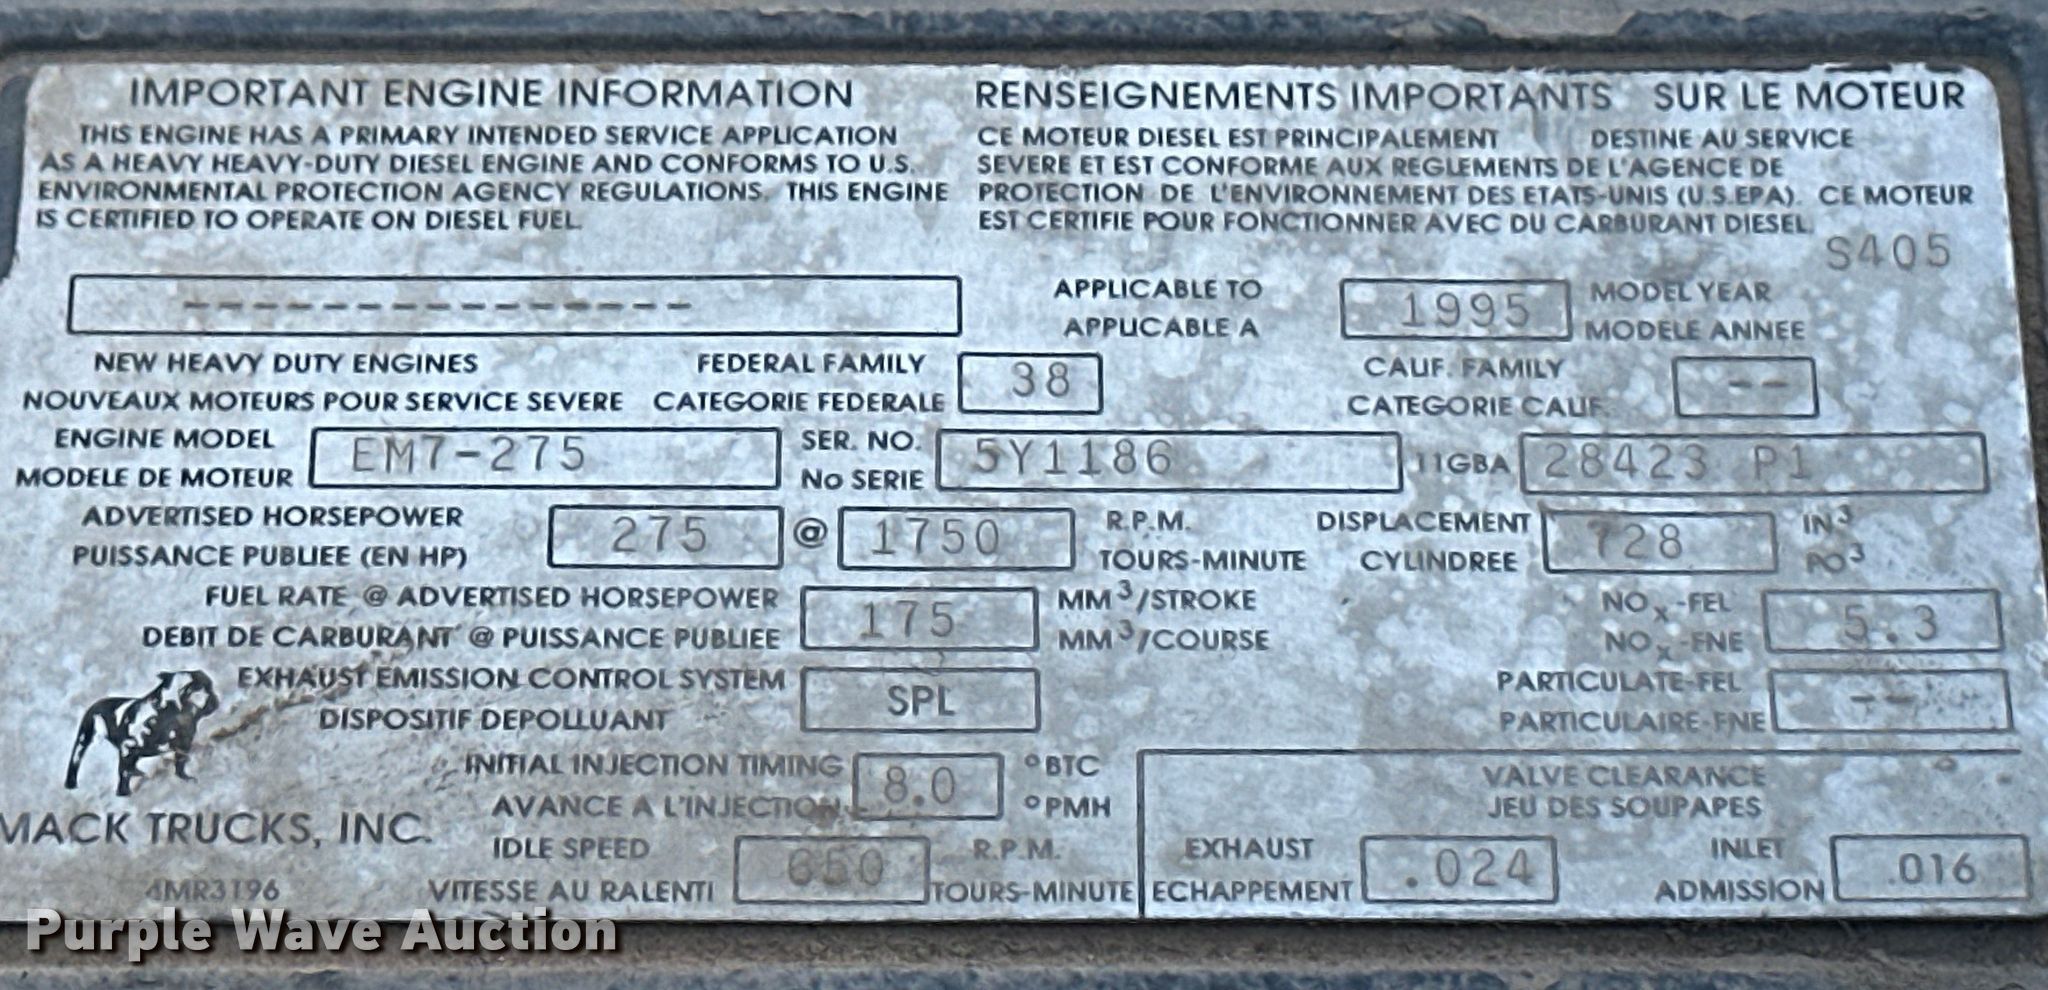 IMPORTANT ENGINE INFORMATION
THIS ENGINE HAS A PRIMARY INTENDED SERVICE APPLICATION
AS A HEAVY HEAVY-DUTY DIESEL ENGINE AND CONFORMS TO U.S.
ENVIRONMENTAL PROTECTION AGENCY REGULATIONS. THIS ENGINE
IS CERTIFIED TO OPERATE ON DIESEL FUEL.
RENSEIGNEMENTS IMPORTANTS SUR LE MOTEUR
CE MOTEUR DIESEL EST PRINCIPALEMENT DESTINE AU SERVICE
SEVERE ET EST CONFORME AUX REGLEMENTS DE L'AGENCE DE
PROTECTION DE L'ENVIRONNEMENT DES ETATS-UNIS (U.S.EPA). CE MOTEUR
EST CERTIFIE POUR FONCTIONNER AVEC DU CARBURANT DIESEL.
S405
---------------
APPLICABLE TO 1995 MODEL YEAR
APPLICABLE A MODELE ANNEE
NEW HEAVY DUTY ENGINES FEDERAL FAMILY 38 CALIF. FAMILY --
NOUVEAUX MOTEURS POUR SERVICE SEVERE CATEGORIE FEDERALE CATEGORIE CALIF.
ENGINE MODEL EM7-275 SER. NO. 5Y1186 11GBA 28423 P1
MODELE DE MOTEUR No SERIE
ADVERTISED HORSEPOWER 275 @ 1750 R.P.M. DISPLACEMENT 728 IN³
PUISSANCE PUBLIEE (EN HP) TOURS-MINUTE CYLINDREE PO³
FUEL RATE @ ADVERTISED HORSEPOWER 175 MM³/STROKE NOx-FEL 5.3
DEBIT DE CARBURANT @ PUISSANCE PUBLIEE MM³/COURSE NOx-FNE
EXHAUST EMISSION CONTROL SYSTEM SPL PARTICULATE-FEL --
DISPOSITIF DEPOLLUANT PARTICULAIRE-FNE
INITIAL INJECTION TIMING 8.0 °BTC VALVE CLEARANCE
AVANCE A L'INJECTION °PMH JEU DES SOUPAPES
MACK TRUCKS, INC.
IDLE SPEED 650 R.P.M. EXHAUST .024 INLET .016
4MR3196 VITESSE AU RALENTI TOURS-MINUTE ECHAPPEMENT ADMISSION
Purple Wave Auction